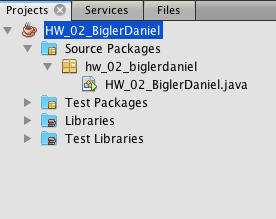 Projects Services Files
HW_02_BiglerDaniel
Source Packages
hw_02_biglerdaniel
HW_02_BiglerDaniel.java
Test Packages
Libraries
Test Libraries